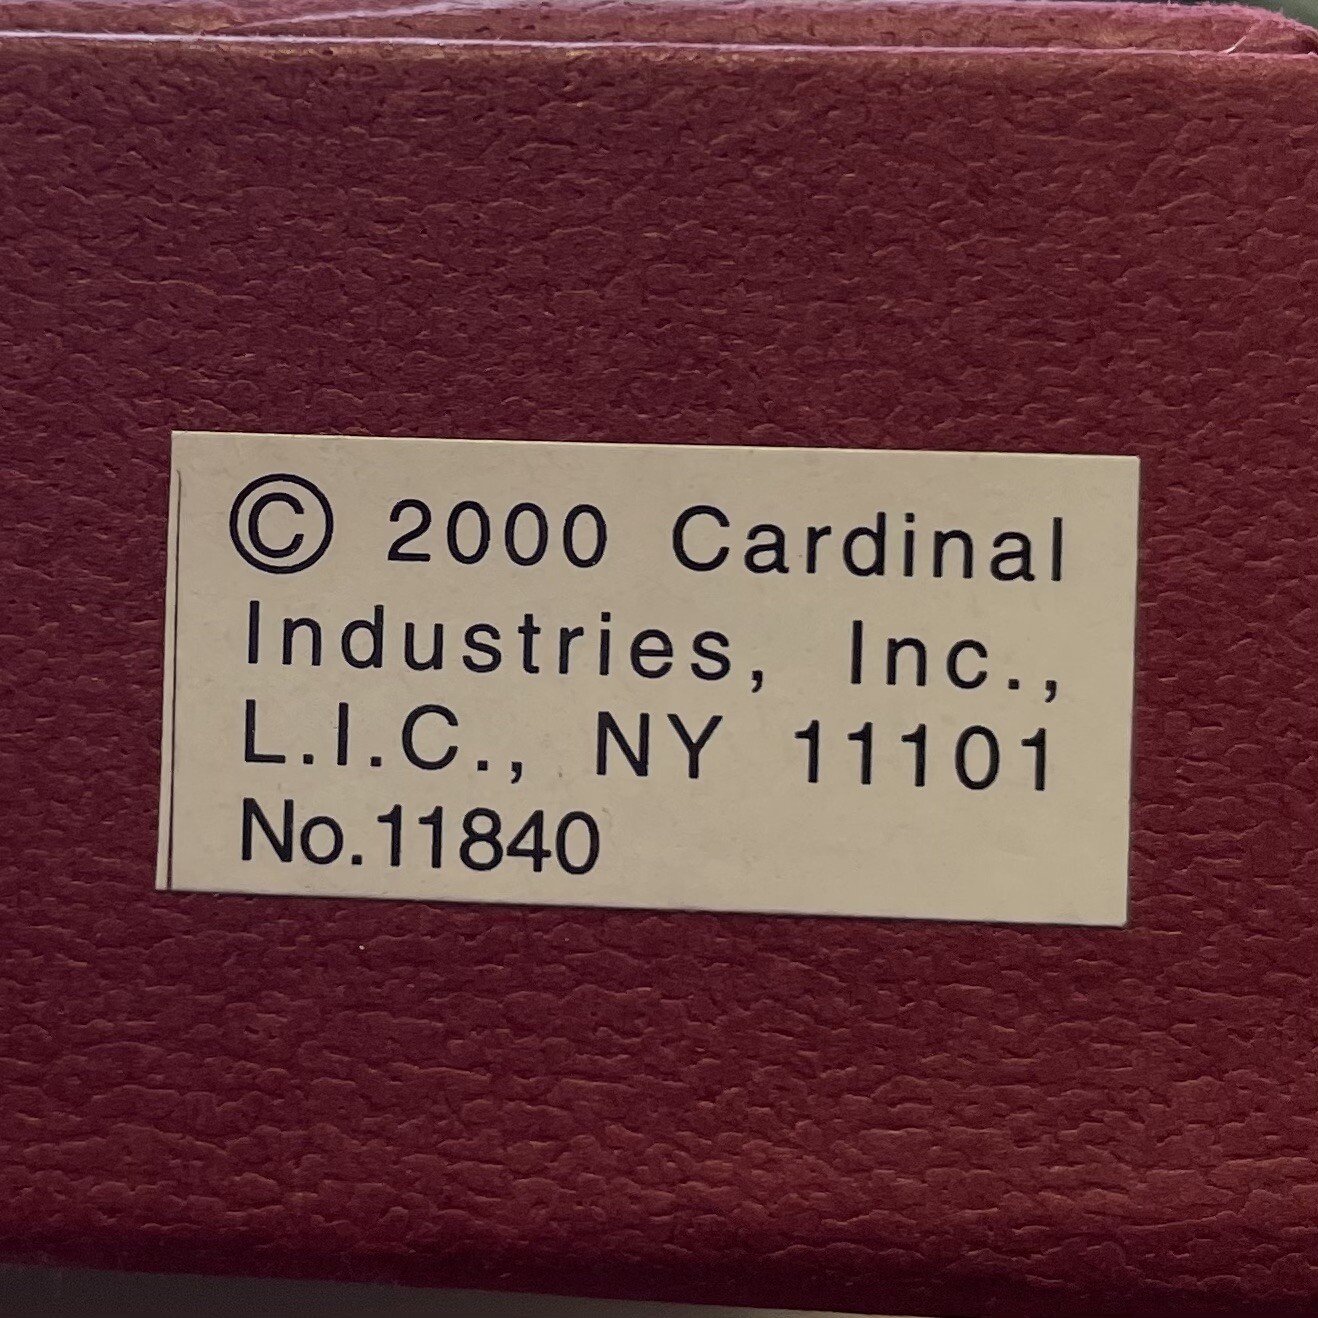 © 2000 Cardinal
Industries, Inc.,
L.I.C., NY 11101
No.11840